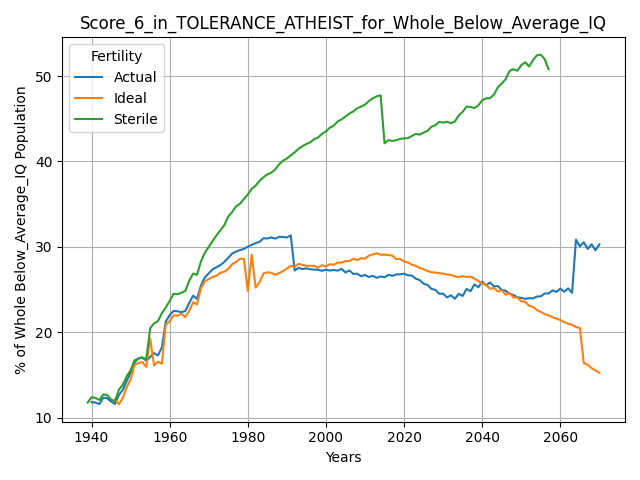 Score_6_in_TOLERANCE_ATHEIST_for_Whole_Below_Average_IQ
% of Whole Below_Average_IQ Population
Fertility
Actual
Ideal
Sterile
50
40
30
20
10
1940 1960 1980 2000 2020 2040 2060
Years